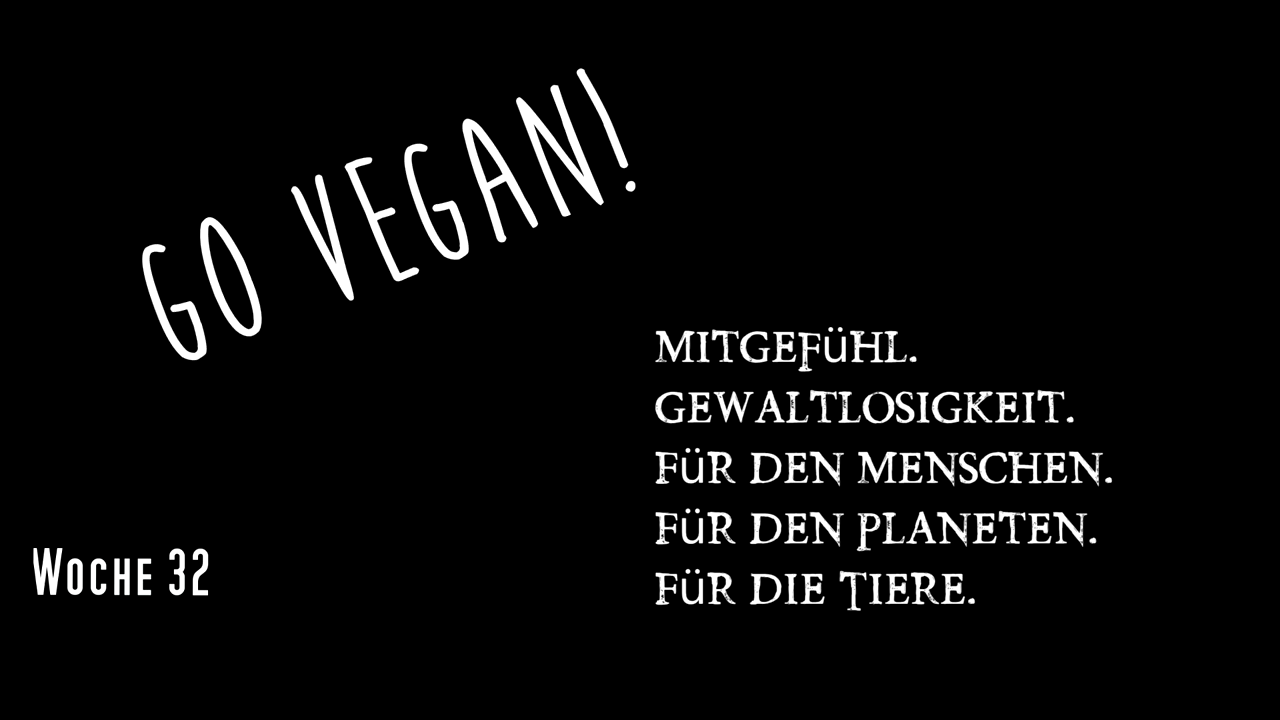 GO VEGAN!
MITGEFÜHL.
GEWALTLOSIGKEIT.
FÜR DEN MENSCHEN.
FÜR DEN PLANETEN.
FÜR DIE TIERE.
WOCHE 32